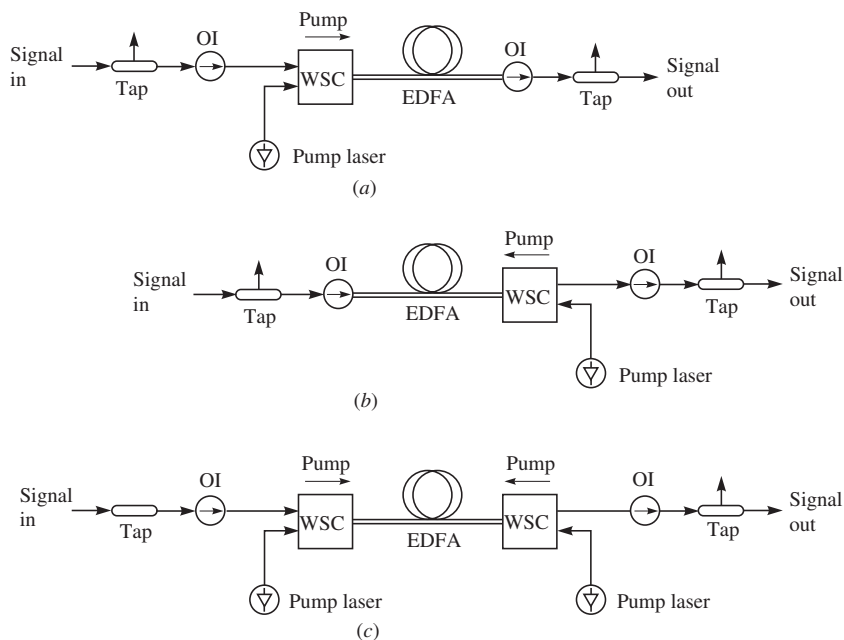 Pump
OI
OI
Signal
in
WSC
Signal
out
Tap
EDFA
Tap
Pump laser
(a)
Pump
OI
OI
Signal
in
WSC
Signal
out
Tap
EDFA
Tap
Pump laser
(b)
Pump
Pump
OI
OI
Signal
in
WSC
WSC
Signal
out
Tap
EDFA
Tap
Pump laser
Pump laser
(c)